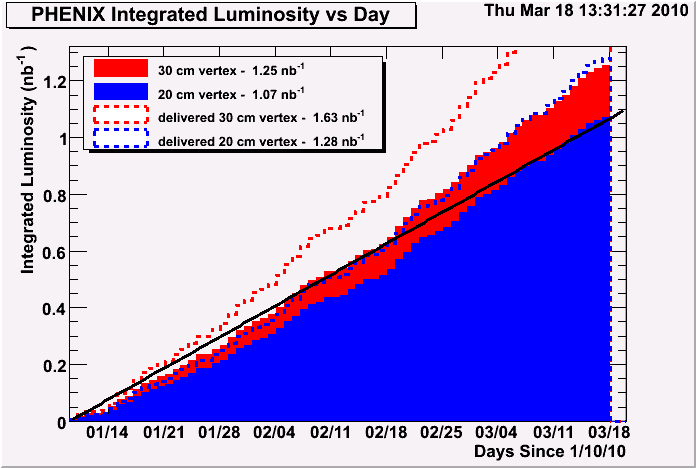 PHENIX Integrated Luminosity vs Day
Thu Mar 18 13:31:27 2010
Integrated Luminosity (nb⁻¹ )
30 cm vertex - 1.25 nb⁻¹
20 cm vertex - 1.07 nb⁻¹
delivered 30 cm vertex - 1.63 nb⁻¹
delivered 20 cm vertex - 1.28 nb⁻¹
1.2
1
0.8
0.6
0.4
0.2
0
01/14 01/21 01/28 02/04 02/11 02/18 02/25 03/04 03/11 03/18
Days Since 1/10/10